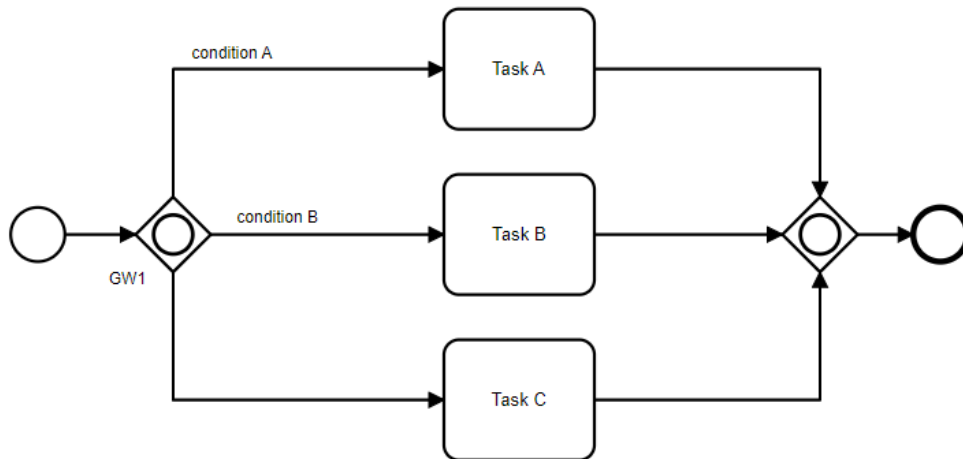 condition A
Task A
condition B
Task B
GW1
Task C